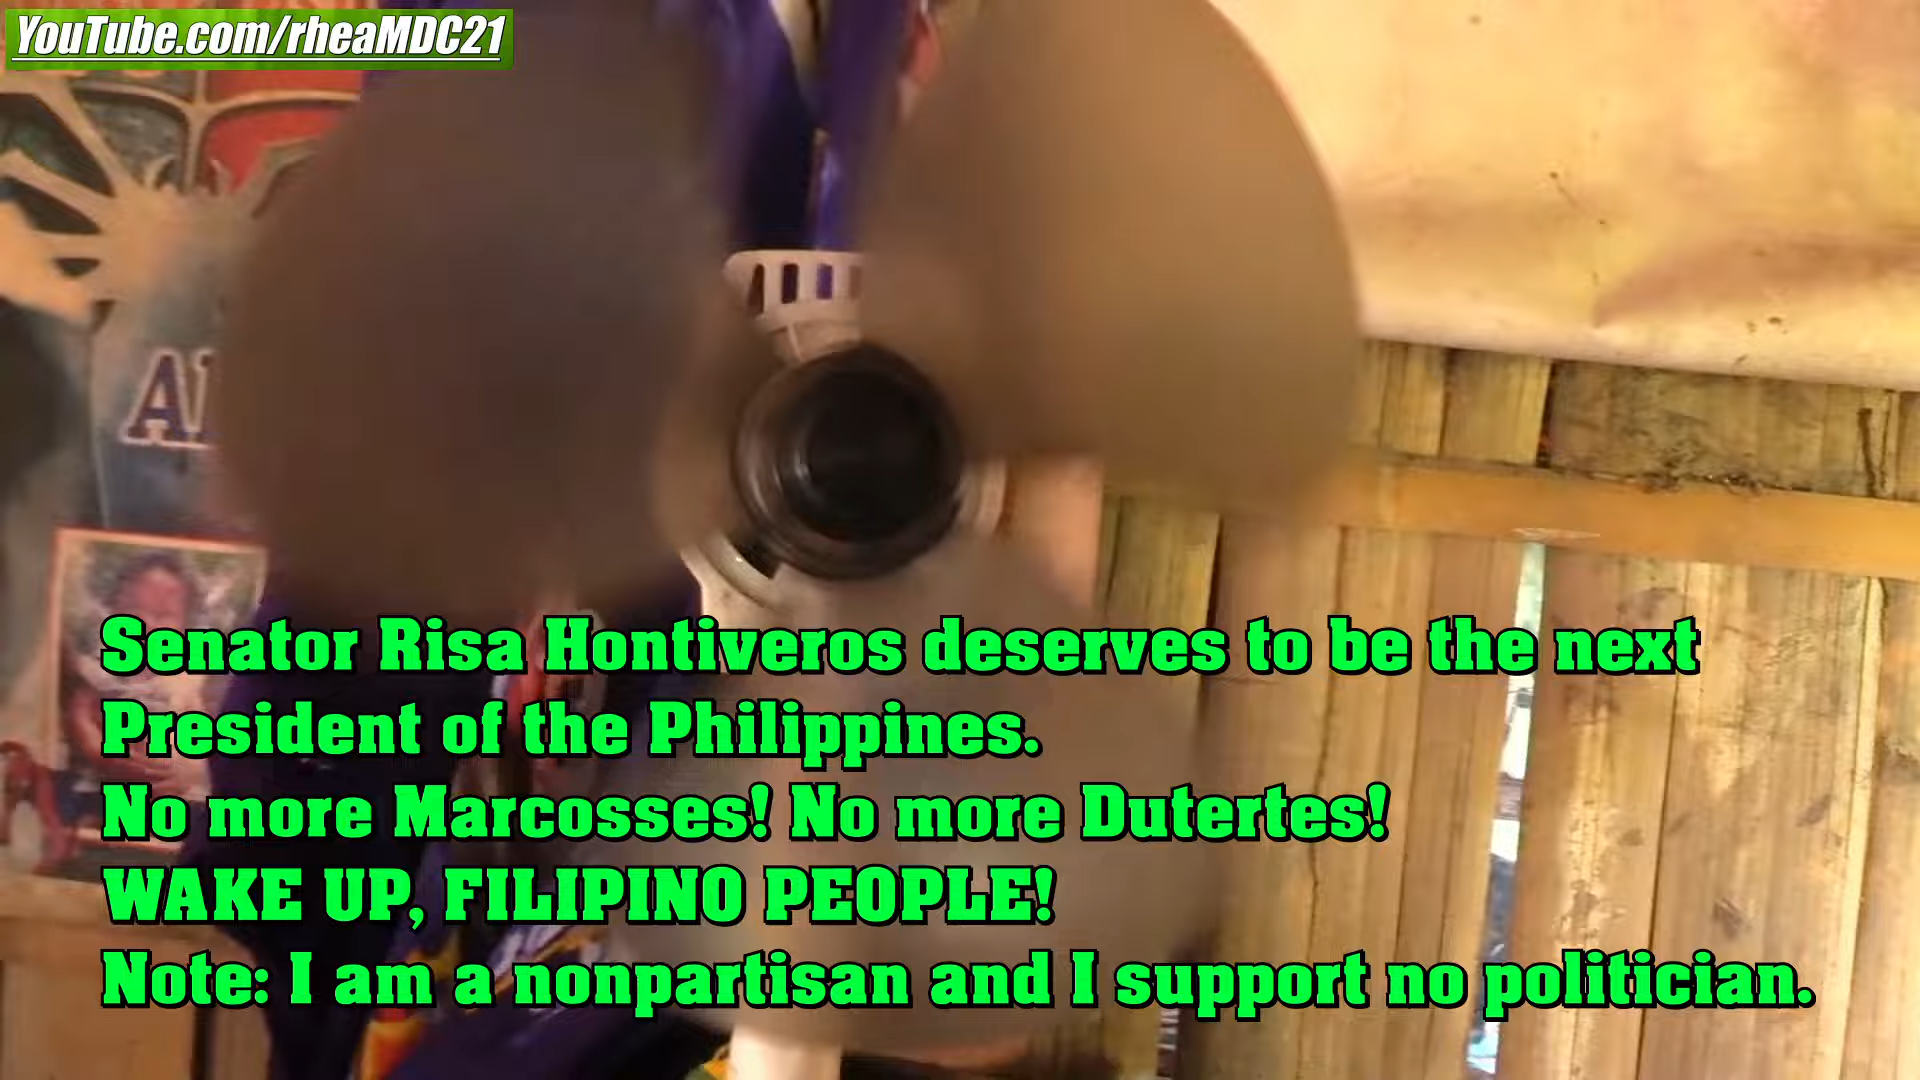 YouTube.com/rheaMDC21
Senator Risa Hontiveros deserves to be the next
President of the Philippines.
No more Marcosses! No more Dutertes!
WAKE UP, FILIPINO PEOPLE!
Note: I am a nonpartisan and I support no politician.